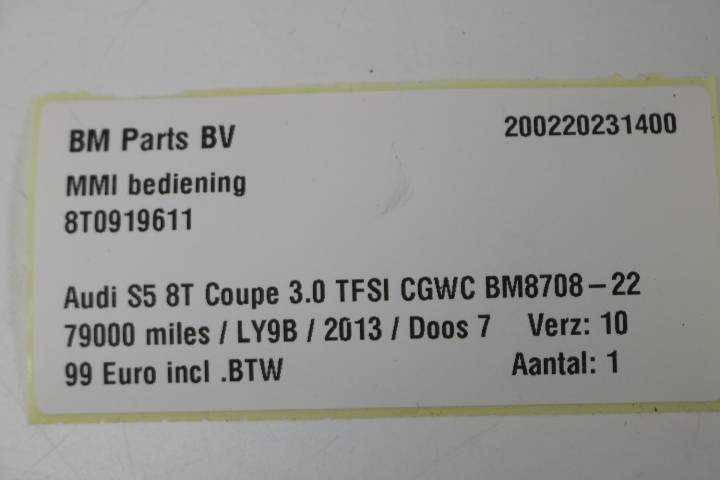 BM Parts BV 200220231400
MMI bediening
8T0919611
Audi S5 8T Coupe 3.0 TFSI CGWC BM8708-22
79000 miles / LY9B / 2013 / Doos 7 Verz: 10
99 Euro incl .BTW Aantal: 1